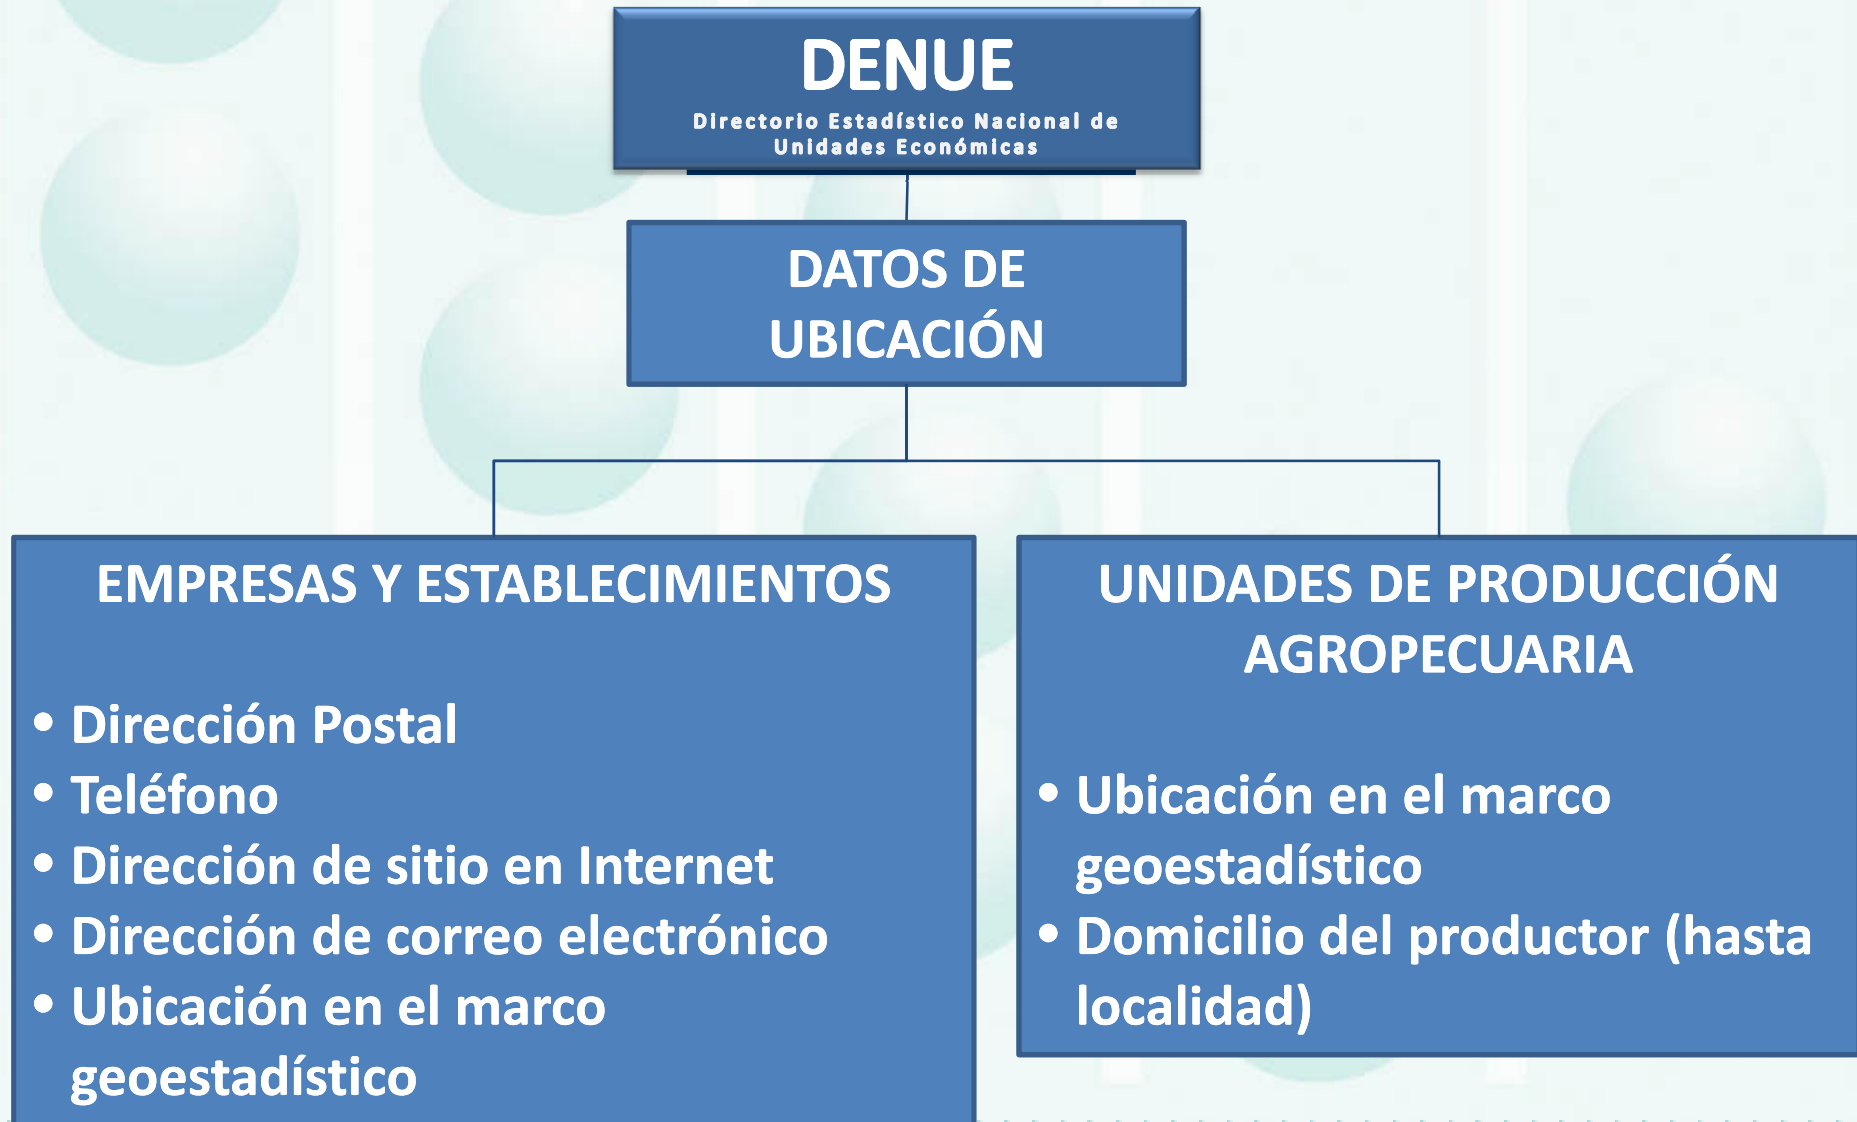 DENUE
Directorio Estadístico Nacional de
Unidades Económicas
DATOS DE
UBICACIÓN
EMPRESAS Y ESTABLECIMIENTOS
• Dirección Postal
• Teléfono
• Dirección de sitio en Internet
• Dirección de correo electrónico
• Ubicación en el marco
geoestadístico
UNIDADES DE PRODUCCIÓN
AGROPECUARIA
• Ubicación en el marco
geoestadístico
• Domicilio del productor (hasta
localidad)